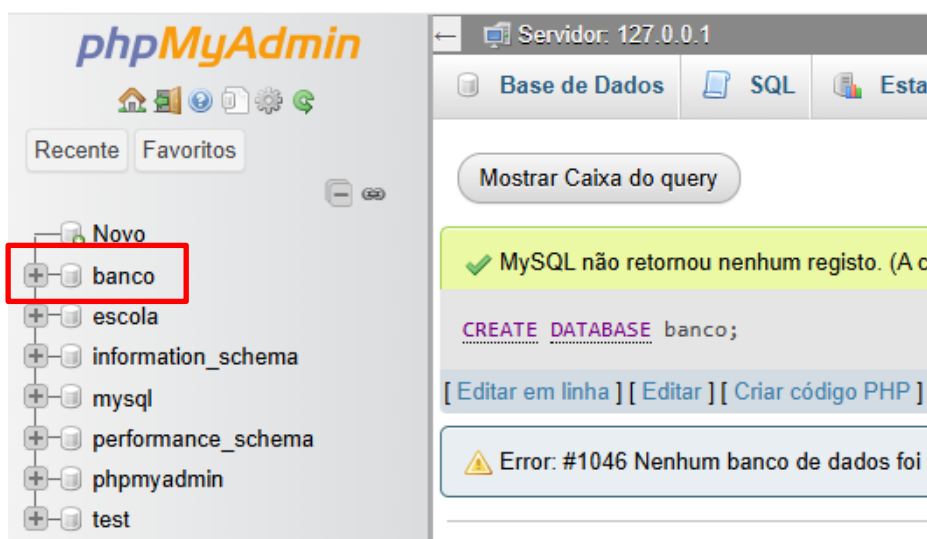 phpMyAdmin
Recente Favoritos
Novo
banco
escola
information_schema
mysql
performance_schema
phpmyadmin
test
← Servidor: 127.0.0.1
Base de Dados SQL Esta
Mostrar Caixa do query
MySQL não retornou nenhum registo. (A c
CREATE DATABASE banco;
[ Editar em linha ] [ Editar ] [ Criar código PHP ]
Error: #1046 Nenhum banco de dados foi